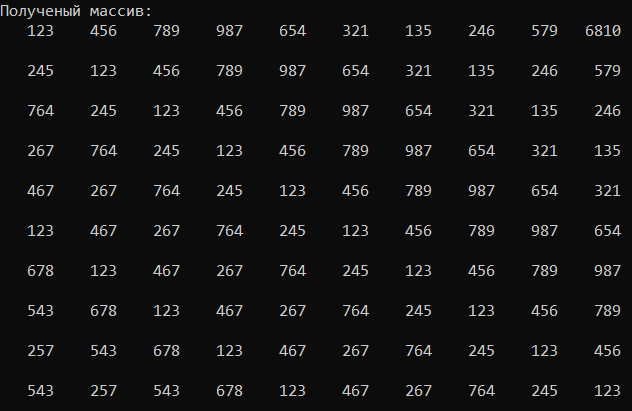 Полученый массив:
123 456 789 987 654 321 135 246 579 6810
245 123 456 789 987 654 321 135 246 579
764 245 123 456 789 987 654 321 135 246
267 764 245 123 456 789 987 654 321 135
467 267 764 245 123 456 789 987 654 321
123 467 267 764 245 123 456 789 987 654
678 123 467 267 764 245 123 456 789 987
543 678 123 467 267 764 245 123 456 789
257 543 678 123 467 267 764 245 123 456
543 257 543 678 123 467 267 764 245 123